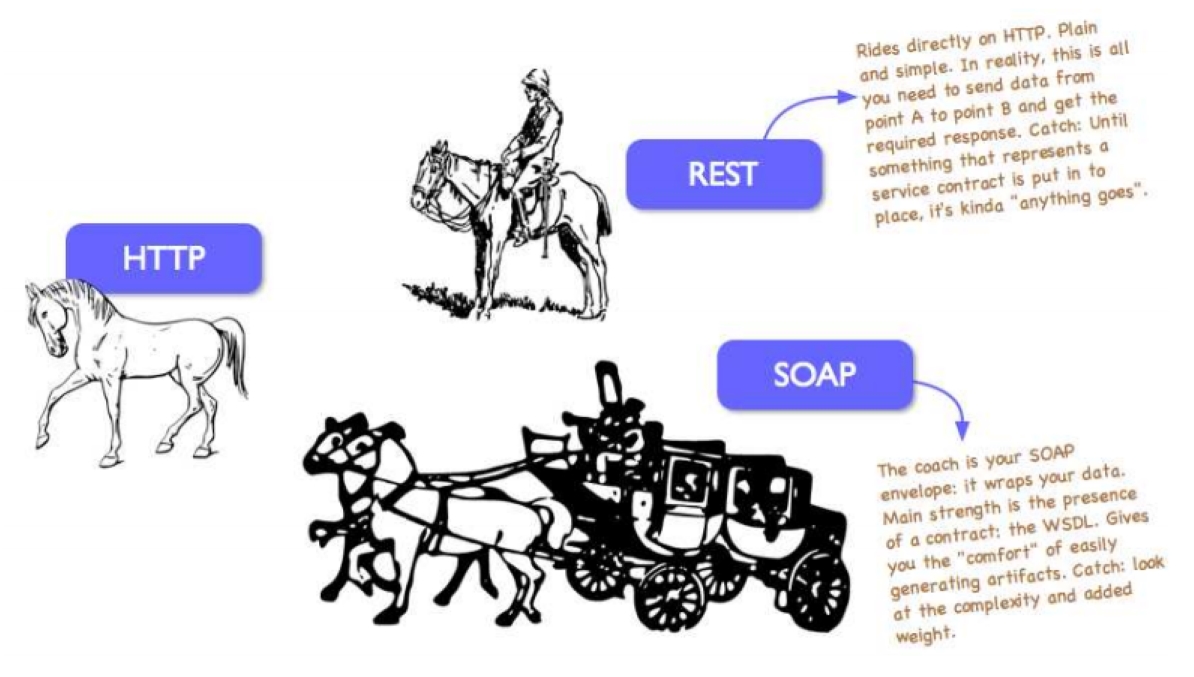 HTTP
REST
Rides directly on HTTP. Plain
and simple. In reality, this is all
you need to send data from
point A to point B and get the
required response. Catch: Until
something that represents a
service contract is put in to
place, it's kinda "anything goes".
SOAP
The coach is your SOAP
envelope: it wraps your data.
Main strength is the presence
of a contract: the WSDL. Gives
you the "comfort" of easily
generating artifacts. Catch: look
at the complexity and added
weight.